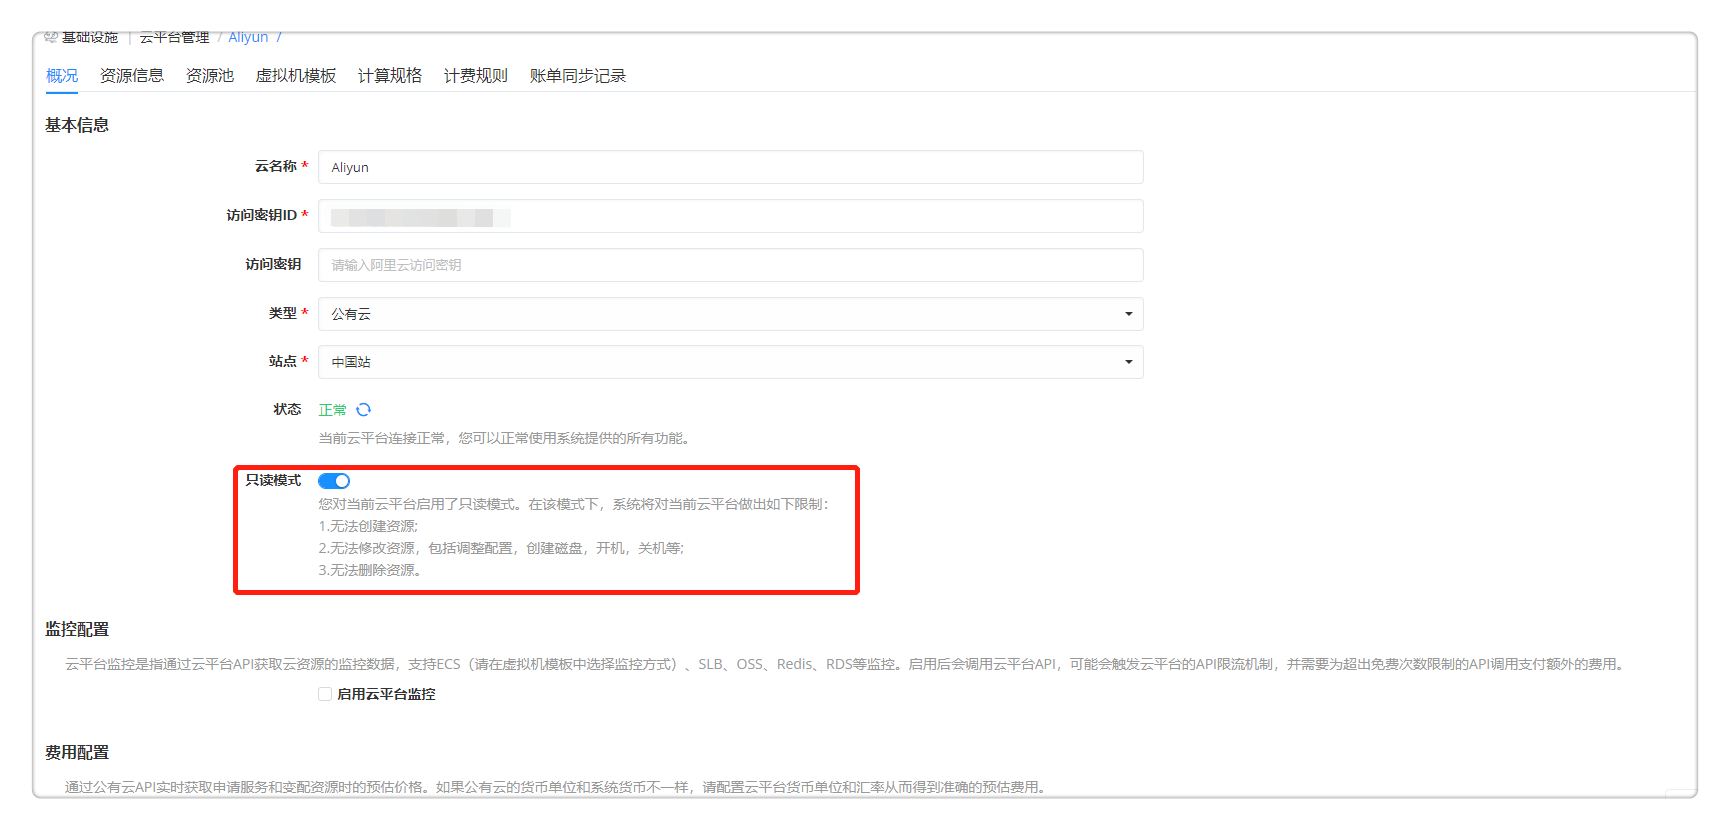 基础设施 | 云平台管理 / Aliyun /
概况 资源信息 资源池 虚拟机模板 计算规格 计费规则 账单同步记录
基本信息
云名称 * Aliyun
访问密钥ID *
访问密钥 请输入阿里云访问密钥
类型 * 公有云
站点 * 中国站
状态 正常
当前云平台连接正常，您可以正常使用系统提供的所有功能。
只读模式
您对当前云平台启用了只读模式。在该模式下，系统将对当前云平台做出如下限制：
1.无法创建资源;
2.无法修改资源，包括调整配置，创建磁盘，开机，关机等;
3.无法删除资源。
监控配置
云平台监控是指通过云平台API获取云资源的监控数据，支持ECS（请在虚拟机模板中选择监控方式）、SLB、OSS、Redis、RDS等监控。启用后会调用云平台API，可能会触发云平台的API限流机制，并需要为超出免费次数限制的API调用支付额外的费用。
启用云平台监控
费用配置
通过公有云API实时获取申请服务和变配资源时的预估价格。如果公有云的货币单位和系统货币不一样，请配置云平台货币单位和汇率从而得到准确的预估费用。